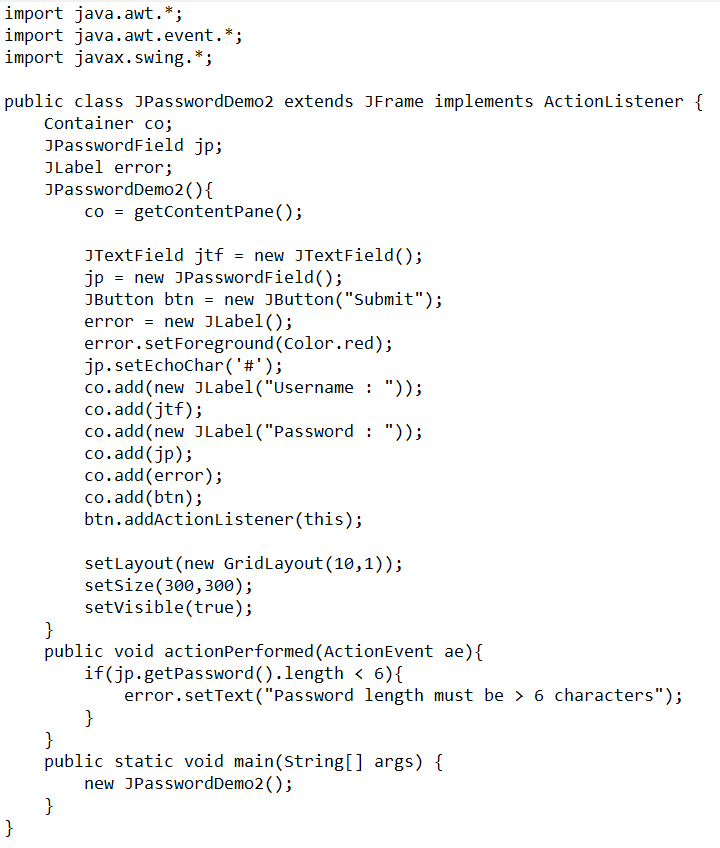 import java.awt.*;
import java.awt.event.*;
import javax.swing.*;

public class JPasswordDemo2 extends JFrame implements ActionListener {
    Container co;
    JPasswordField jp;
    JLabel error;
    JPasswordDemo2(){
        co = getContentPane();

        JTextField jtf = new JTextField();
        jp = new JPasswordField();
        JButton btn = new JButton("Submit");
        error = new JLabel();
        error.setForeground(Color.red);
        jp.setEchoChar('#');
        co.add(new JLabel("Username : "));
        co.add(jtf);
        co.add(new JLabel("Password : "));
        co.add(jp);
        co.add(error);
        co.add(btn);
        btn.addActionListener(this);

        setLayout(new GridLayout(10,1));
        setSize(300,300);
        setVisible(true);
    }
    public void actionPerformed(ActionEvent ae){
        if(jp.getPassword().length < 6){
            error.setText("Password length must be > 6 characters");
        }
    }
    public static void main(String[] args) {
        new JPasswordDemo2();
    }
}